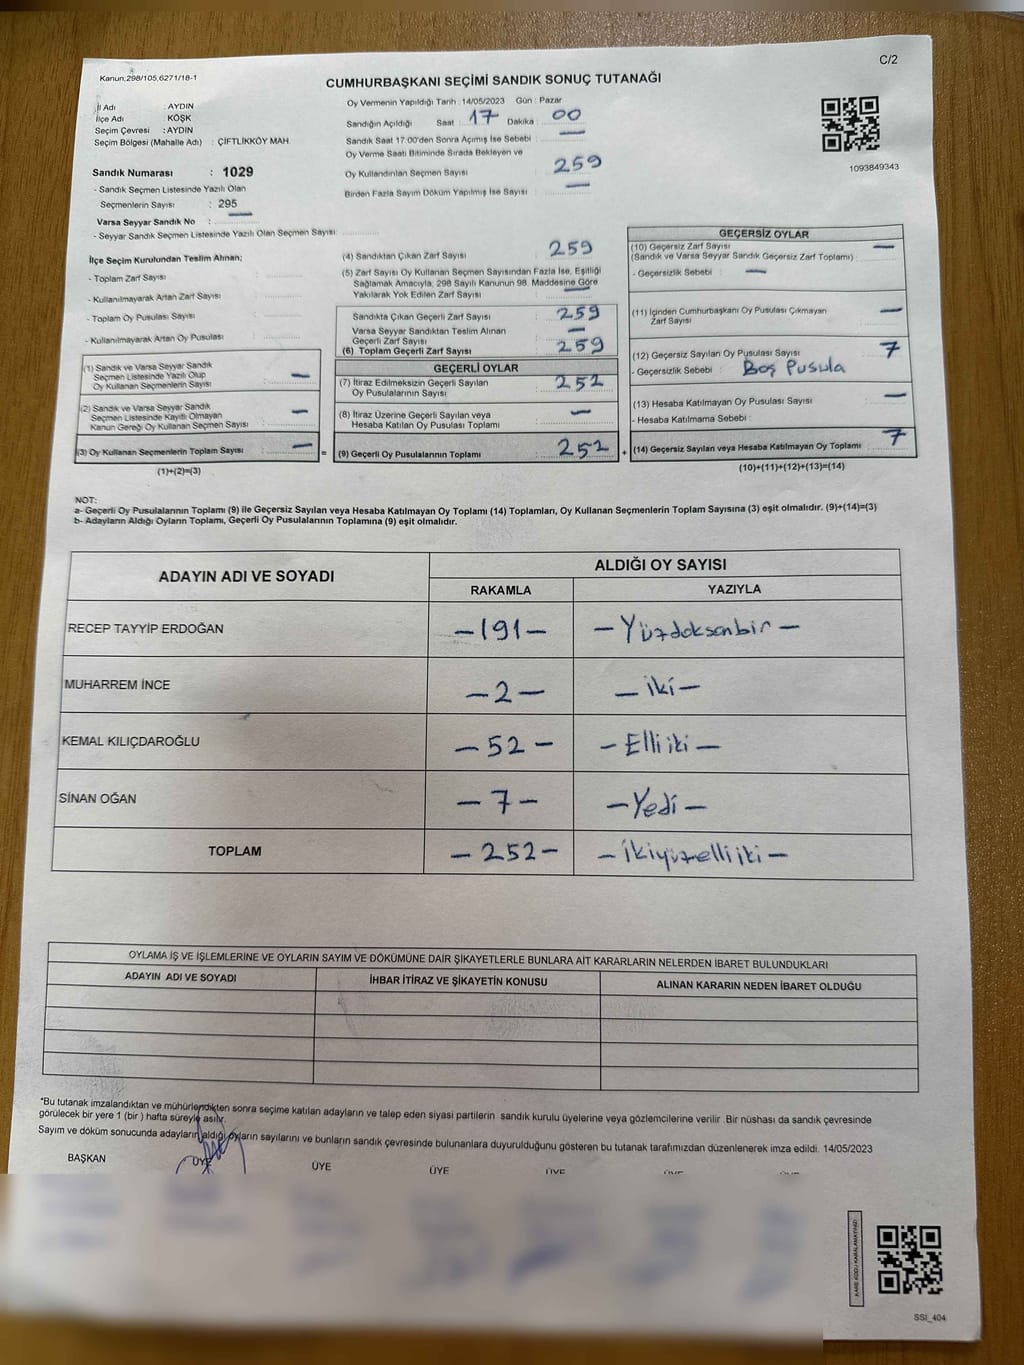 C/2
Kanun:298/105,6271/18-1
CUMHURBAŞKANI SEÇİMİ SANDIK SONUÇ TUTANAĞI
İl Adı : AYDIN
İlçe Adı : KÖŞK
Seçim Çevresi : AYDIN
Seçim Bölgesi (Mahalle Adı) : ÇİFTLİKKÖY MAH.
Oy Vermenin Yapıldığı Tarih : 14/05/2023 Gün : Pazar
Sandığın Açıldığı Saat : 17 Dakika : 00
Sandık Saat 17:00'den Sonra Açılmış İse Sebebi : —
Oy Verme Saati Bitiminde Sırada Bekleyen ve
Oy Kullandırılan Seçmen Sayısı : 259
Birden Fazla Sayım Döküm Yapılmış İse Sayısı : —
1093849343
Sandık Numarası : 1029
- Sandık Seçmen Listesinde Yazılı Olan
Seçmenlerin Sayısı : 295
Varsa Seyyar Sandık No : —
- Seyyar Sandık Seçmen Listesinde Yazılı Olan Seçmen Sayısı:
İlçe Seçim Kurulundan Teslim Alınan;
- Toplam Zarf Sayısı :
- Kullanılmayarak Artan Zarf Sayısı :
- Toplam Oy Pusulası Sayısı :
- Kullanılmayarak Artan Oy Pusulası :
(1) Sandık ve Varsa Seyyar Sandık
Seçmen Listesinde Yazılı Olup
Oy Kullanan Seçmenlerin Sayısı : —
(2) Sandık ve Varsa Seyyar Sandık
Seçmen Listesinde Kayıtlı Olmayan
Kanun Gereği Oy Kullanan Seçmen Sayısı : —
(3) Oy Kullanan Seçmenlerin Toplam Sayısı : — =
(1)+(2)=(3)
(4) Sandıktan Çıkan Zarf Sayısı : 259
(5) Zarf Sayısı Oy Kullanan Seçmen Sayısından Fazla İse, Eşitliği
Sağlamak Amacıyla, 298 Sayılı Kanunun 98. Maddesine Göre
Yakılarak Yok Edilen Zarf Sayısı : —
Sandıkta Çıkan Geçerli Zarf Sayısı : 259
Varsa Seyyar Sandıktan Teslim Alınan
Geçerli Zarf Sayısı : —
(6) Toplam Geçerli Zarf Sayısı : 259
GEÇERLİ OYLAR
(7) İtiraz Edilmeksizin Geçerli Sayılan
Oy Pusulalarının Sayısı : 252
(8) İtiraz Üzerine Geçerli Sayılan veya
Hesaba Katılan Oy Pusulası Toplamı : —
(9) Geçerli Oy Pusulalarının Toplamı : 252 +
GEÇERSİZ OYLAR
(10) Geçersiz Zarf Sayısı —
(Sandık ve Varsa Seyyar Sandık Geçersiz Zarf Toplamı) :
- Geçersizlik Sebebi : —
(11) İçinden Cumhurbaşkanı Oy Pusulası Çıkmayan
Zarf Sayısı : —
(12) Geçersiz Sayılan Oy Pusulası Sayısı : 7
- Geçersizlik Sebebi : Boş Pusula
(13) Hesaba Katılmayan Oy Pusulası Sayısı : —
- Hesaba Katılmama Sebebi :
(14) Geçersiz Sayılan veya Hesaba Katılmayan Oy Toplamı : 7
(10)+(11)+(12)+(13)=(14)
NOT:
a- Geçerli Oy Pusulalarının Toplamı (9) ile Geçersiz Sayılan veya Hesaba Katılmayan Oy Toplamı (14) Toplamları, Oy Kullanan Seçmenlerin Toplam Sayısına (3) eşit olmalıdır. (9)+(14)=(3)
b- Adayların Aldığı Oyların Toplamı, Geçerli Oy Pusulalarının Toplamına (9) eşit olmalıdır.
ADAYIN ADI VE SOYADI ALDIĞI OY SAYISI
RAKAMLA YAZIYLA
RECEP TAYYİP ERDOĞAN —191— —Yüzdoksanbir—
MUHARREM İNCE —2— —iki—
KEMAL KILIÇDAROĞLU —52— —Elli iki—
SİNAN OĞAN —7— —Yedi—
TOPLAM —252— —ikiyüzelli iki—
OYLAMA İŞ VE İŞLEMLERİNE VE OYLARIN SAYIM VE DÖKÜMÜNE DAİR ŞİKAYETLERLE BUNLARA AİT KARARLARIN NELERDEN İBARET BULUNDUKLARI
ADAYIN ADI VE SOYADI İHBAR İTİRAZ VE ŞİKAYETİN KONUSU ALINAN KARARIN NEDEN İBARET OLDUĞU
*Bu tutanak imzalandıktan ve mühürlendikten sonra seçime katılan adayların ve talep eden siyasi partilerin sandık kurulu üyelerine veya gözlemcilerine verilir. Bir nüshası da sandık çevresinde
görülecek bir yere 1 (bir) hafta süreyle asılır.
Sayım ve döküm sonucunda adayların aldığı oyların sayılarını ve bunların sandık çevresinde bulunanlara duyurulduğunu gösteren bu tutanak tarafımızdan düzenlenerek imza edildi. 14/05/2023
BAŞKAN ÜYE ÜYE ÜYE ÜYE ÜYE ÜYE
SSI_404